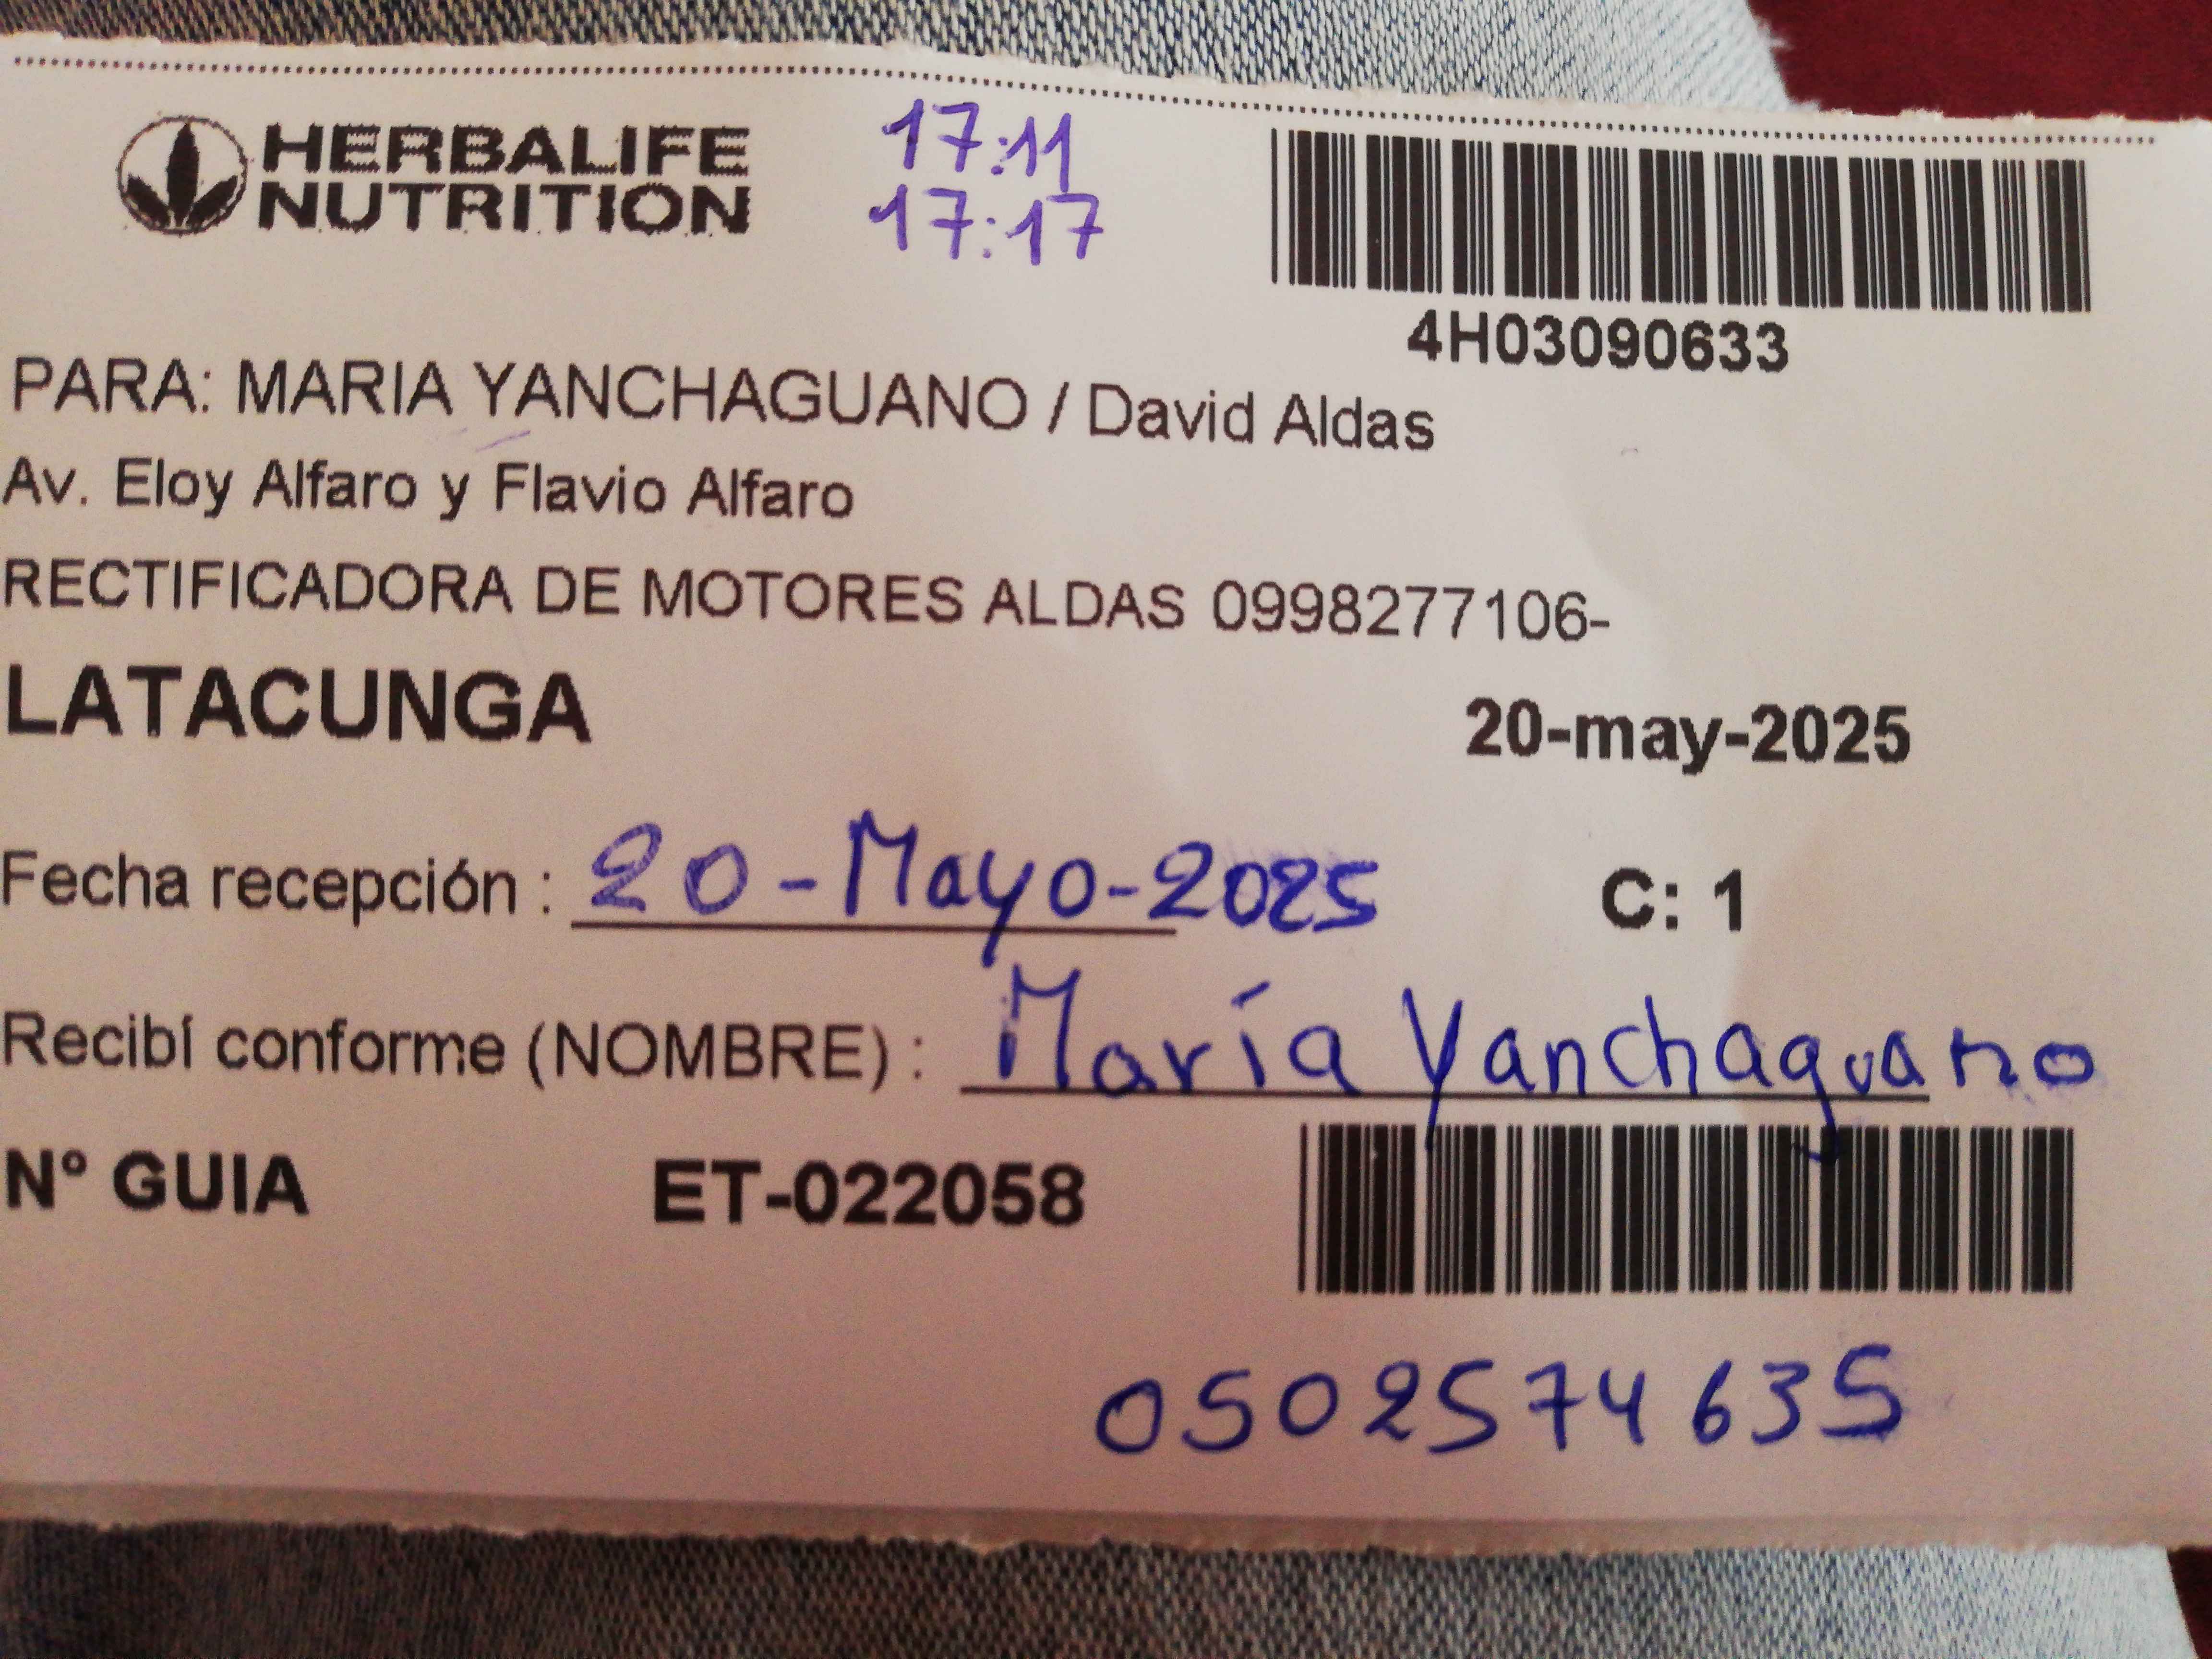 HERBALIFE
NUTRITION
17:11
17:17
4H03090633
PARA: MARIA YANCHAGUANO / David Aldas
Av. Eloy Alfaro y Flavio Alfaro
RECTIFICADORA DE MOTORES ALDAS 0998277106-
LATACUNGA 20-may-2025
Fecha recepción : 20-Mayo-2025 C: 1
Recibí conforme (NOMBRE) : María Yanchaguano
N° GUIA ET-022058
0502574635